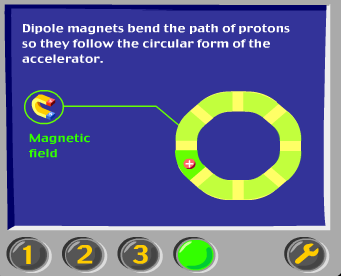 Dipole magnets bend the path of protons
so they follow the circular form of the
accelerator.
Magnetic
field
+
1 2 3